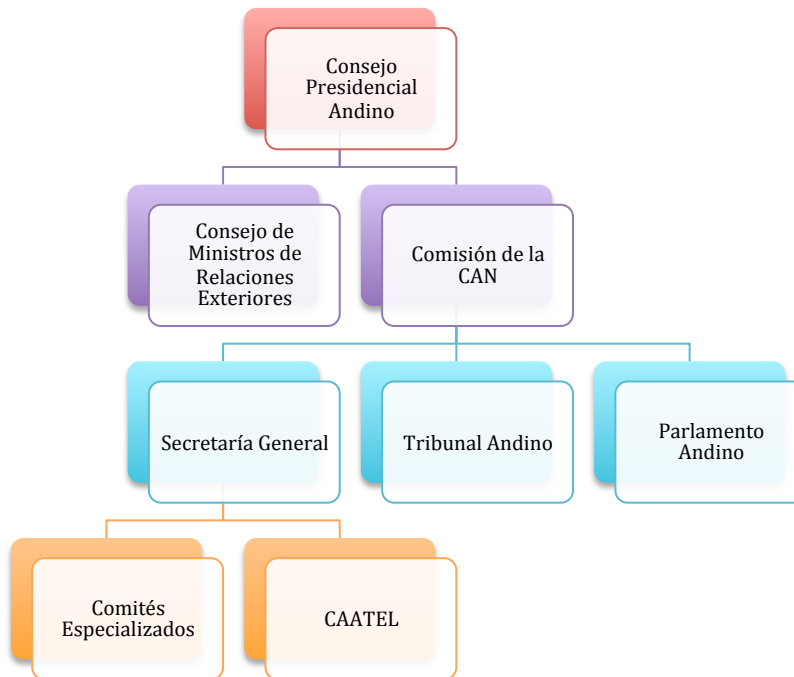 Consejo
Presidencial
Andino
Consejo de
Ministros de
Relaciones
Exteriores
Comisión de la
CAN
Secretaría General
Tribunal Andino
Parlamento
Andino
Comités
Especializados
CAATEL